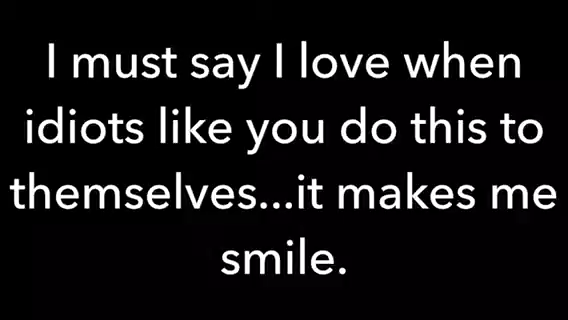 I must say I love when
idiots like you do this to
themselves...it makes me
smile.